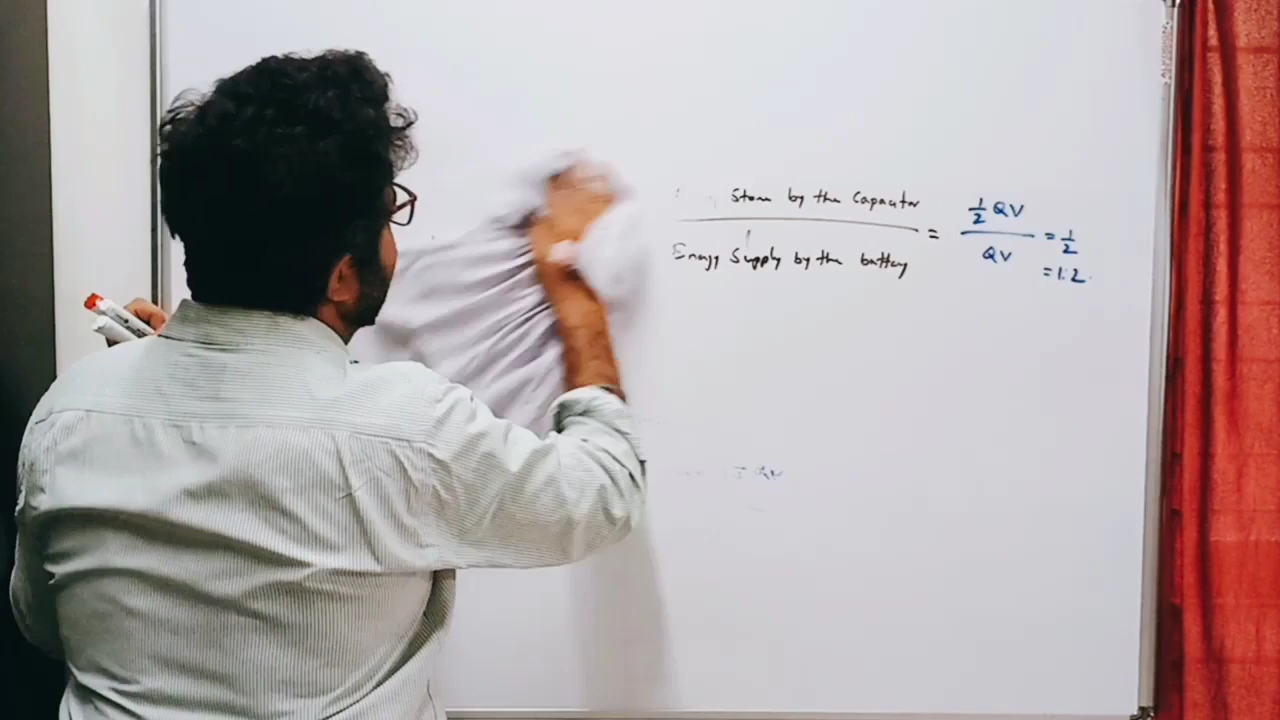 Store by the Capacitor
Energy Supply by the battery
= ½ QV / QV = 1/2
= 1:2